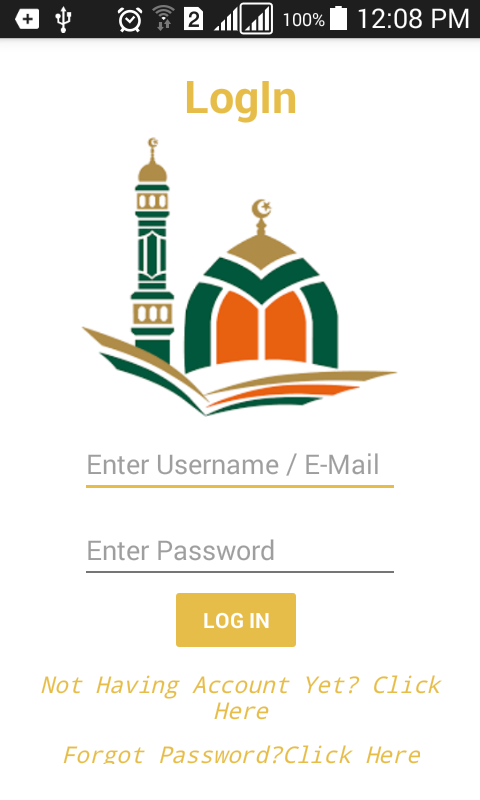 2 100% 12:08 PM
LogIn
Enter Username / E-Mail
Enter Password
LOG IN
Not Having Account Yet? Click
Here
Forgot Password?Click Here